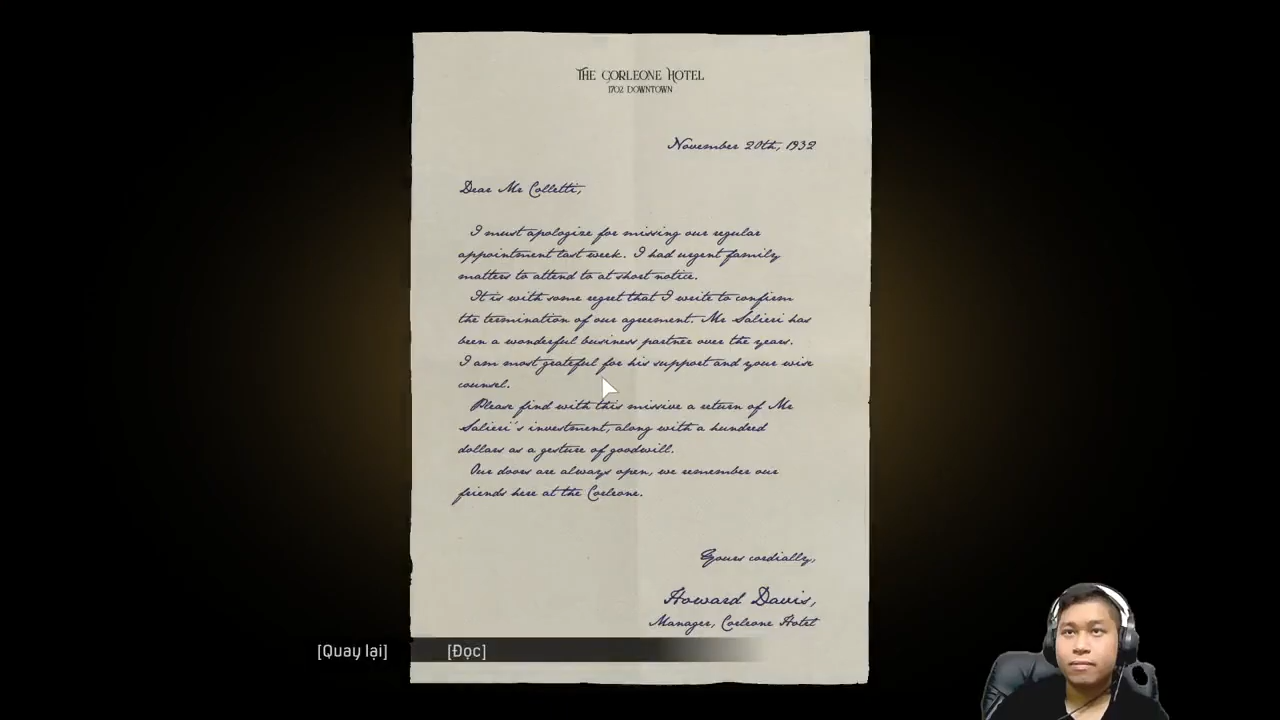 THE CORLEONE HOTEL
1702 DOWNTOWN
November 20th, 1932
Dear Mr Colletti,
I must apologize for missing our regular
appointment last week. I had urgent family
matters to attend to at short notice.
It is with some regret that I write to confirm
the termination of our agreement. Mr Salieri has
been a wonderful business partner over the years.
I am most grateful for his support and your wise
counsel.
Please find with this missive a return of Mr
Salieri's investment, along with a hundred
dollars as a gesture of goodwill.
Our doors are always open, we remember our
friends here at the Corleone.
Yours cordially,
Howard Davis,
Manager, Corleone Hotel
[Quay lại] [Đọc]